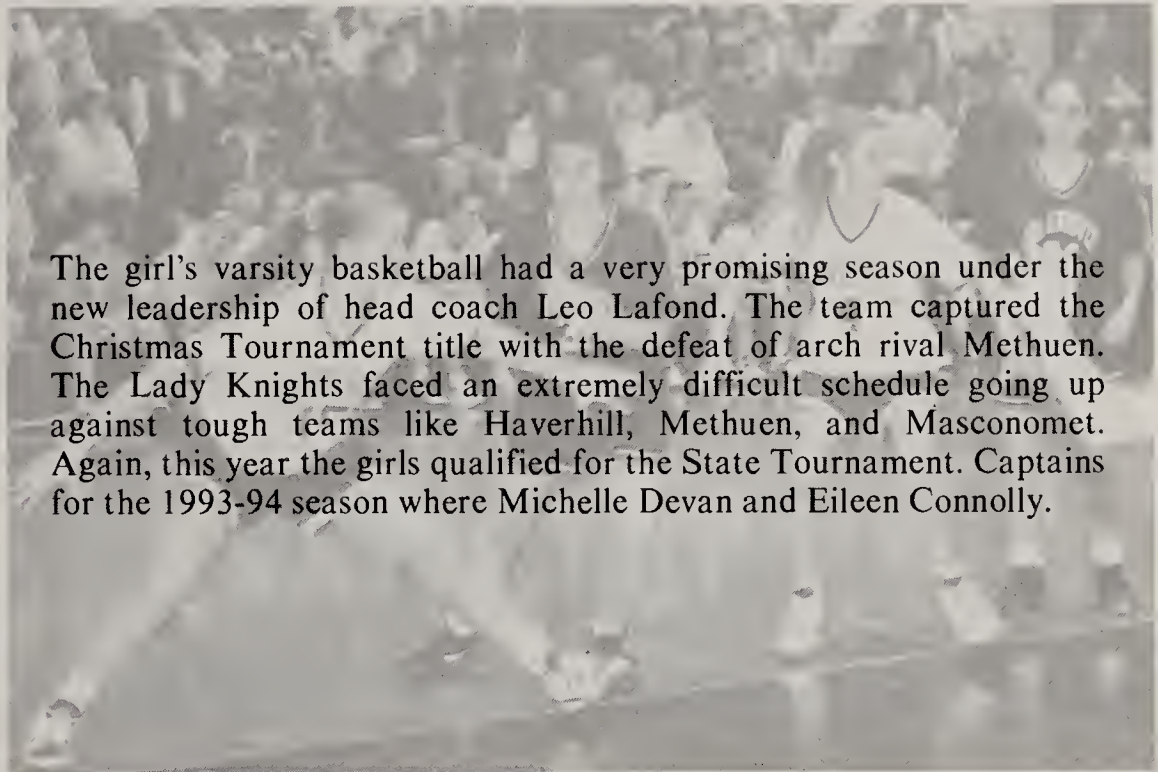 The girl's varsity basketball had a very promising season under the
new leadership of head coach Leo Lafond. The team captured the
Christmas Tournament title with the defeat of arch rival Methuen.
The Lady Knights faced an extremely difficult schedule going up
against tough teams like Haverhill, Methuen, and Masconomet.
Again, this year the girls qualified for the State Tournament. Captains
for the 1993-94 season where Michelle Devan and Eileen Connolly.